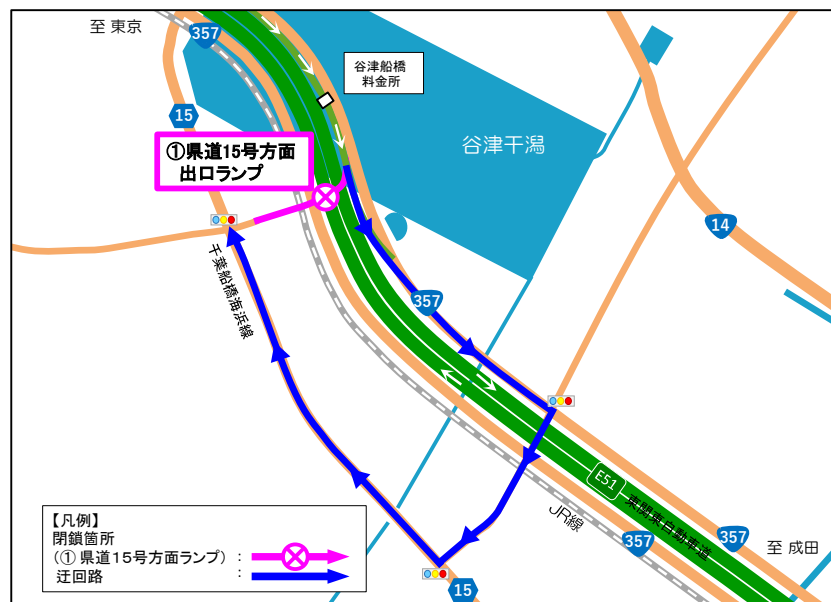 至 東京
357
谷津船橋
料金所
15
谷津干潟
①県道15号方面
出口ランプ
14
千葉船橋海浜線
357
E51
東関東自動車道
JR線
357
357
至 成田
15
【凡例】
閉鎖箇所
(① 県道15号方面ランプ) :
迂回路 :